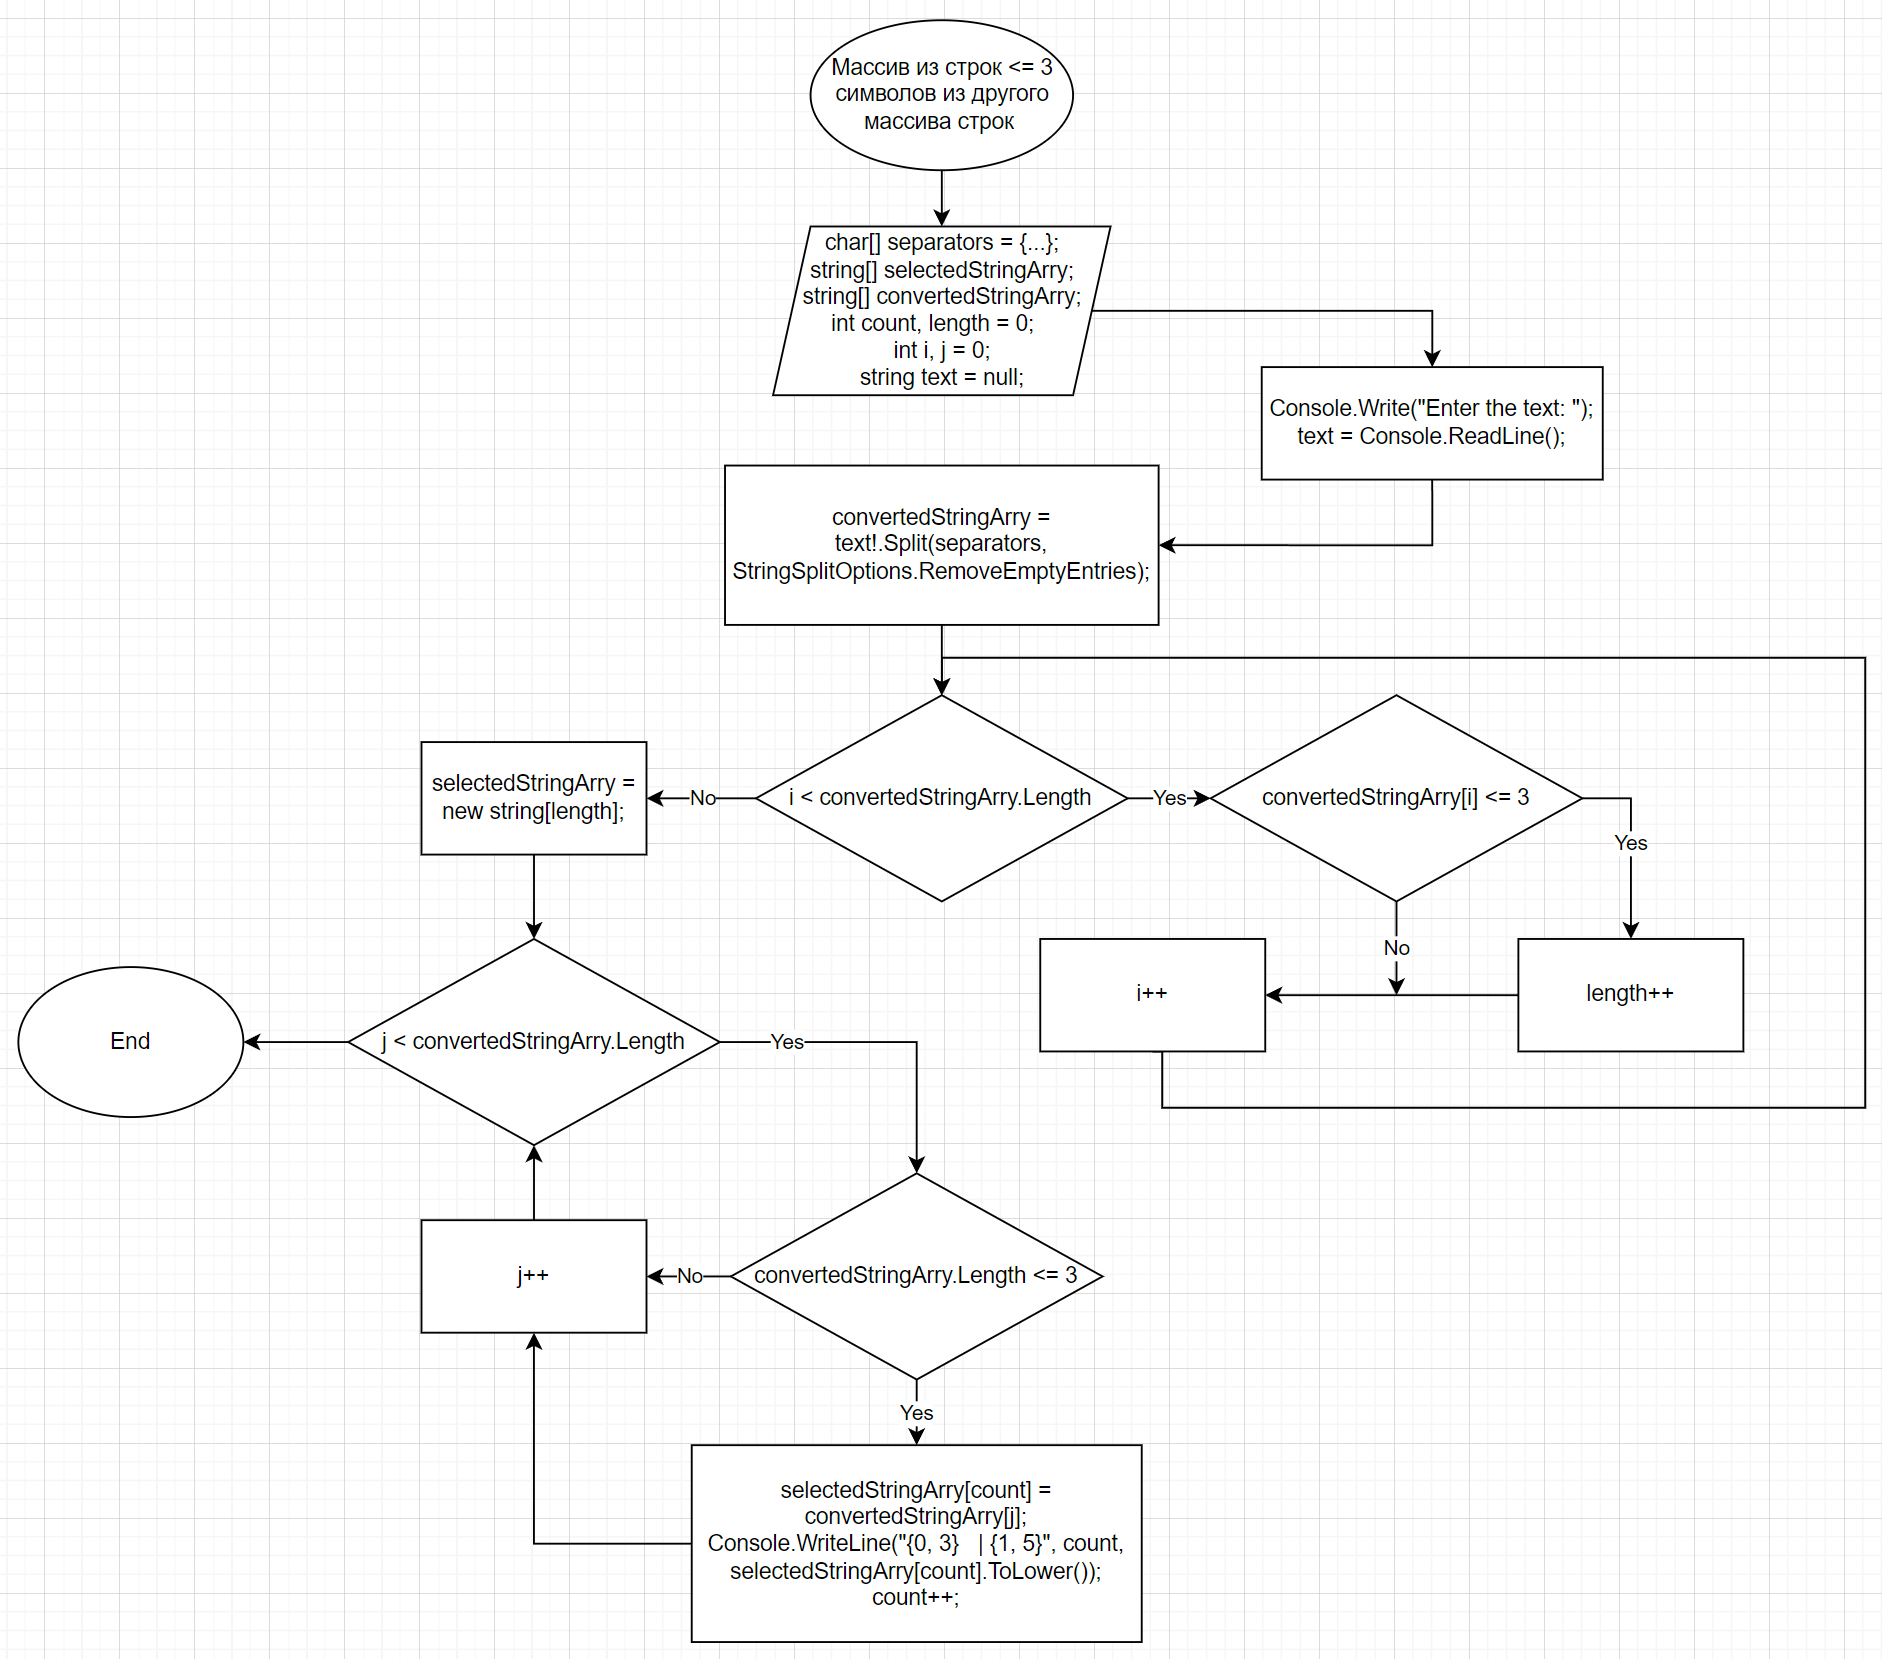 Массив из строк <= 3
символов из другого
массива строк
char[] separators = {...};
string[] selectedStringArry;
string[] convertedStringArry;
int count, length = 0;
int i, j = 0;
string text = null;
Console.Write("Enter the text: ");
text = Console.ReadLine();
convertedStringArry =
text!.Split(separators,
StringSplitOptions.RemoveEmptyEntries);
selectedStringArry =
new string[length];
No
i < convertedStringArry.Length
Yes
convertedStringArry[i] <= 3
Yes
No
i++
length++
End
j < convertedStringArry.Length
Yes
j++
No
convertedStringArry.Length <= 3
Yes
selectedStringArry[count] =
convertedStringArry[j];
Console.WriteLine("{0, 3}   | {1, 5}", count,
selectedStringArry[count].ToLower());
count++;